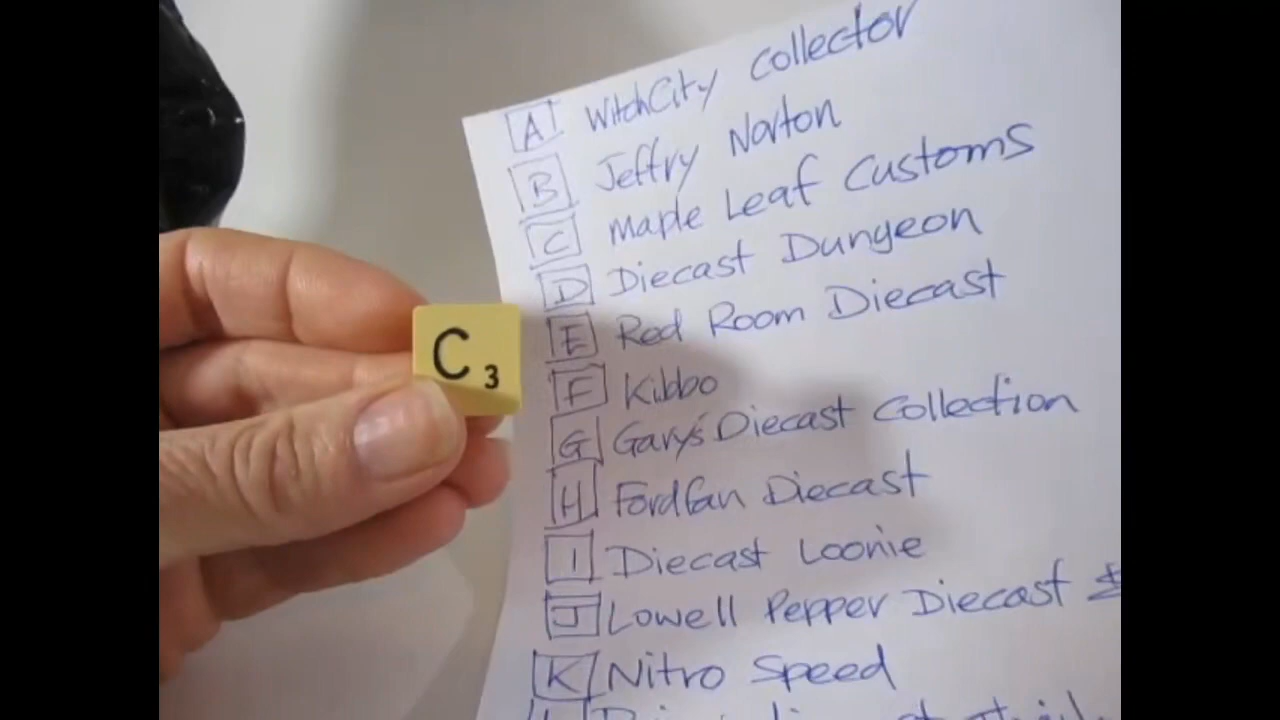 A WitchCity Collector
B Jeffry Norton
C Maple Leaf Customs
D Diecast Dungeon
E Red Room Diecast
C3
F Kibbo
G Gary's Diecast Collection
H Fordfan Diecast
I Diecast Loonie
J Lowell Pepper Diecast
K Nitro Speed